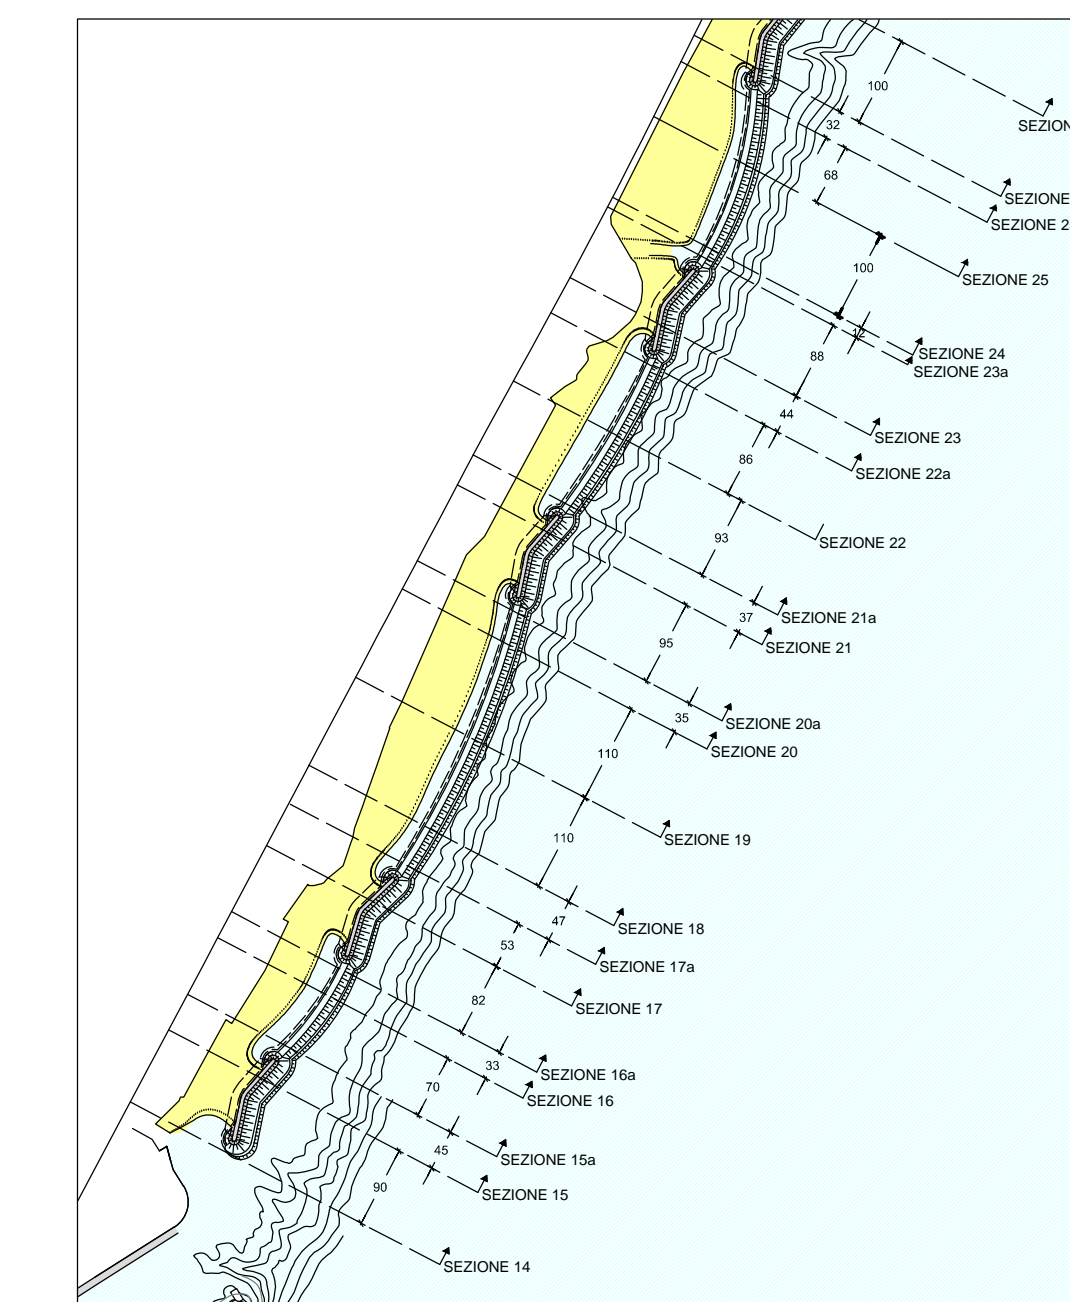 100
SEZION
32
SEZIONE
68
SEZIONE 2
100
SEZIONE 25
12
SEZIONE 24
88
SEZIONE 23a
44
SEZIONE 23
86
SEZIONE 22a
93
SEZIONE 22
37
SEZIONE 21a
95
SEZIONE 21
35
SEZIONE 20a
110
SEZIONE 20
110
SEZIONE 19
47
SEZIONE 18
53
SEZIONE 17a
82
SEZIONE 17
33
SEZIONE 16a
70
SEZIONE 16
45
SEZIONE 15a
90
SEZIONE 15
SEZIONE 14